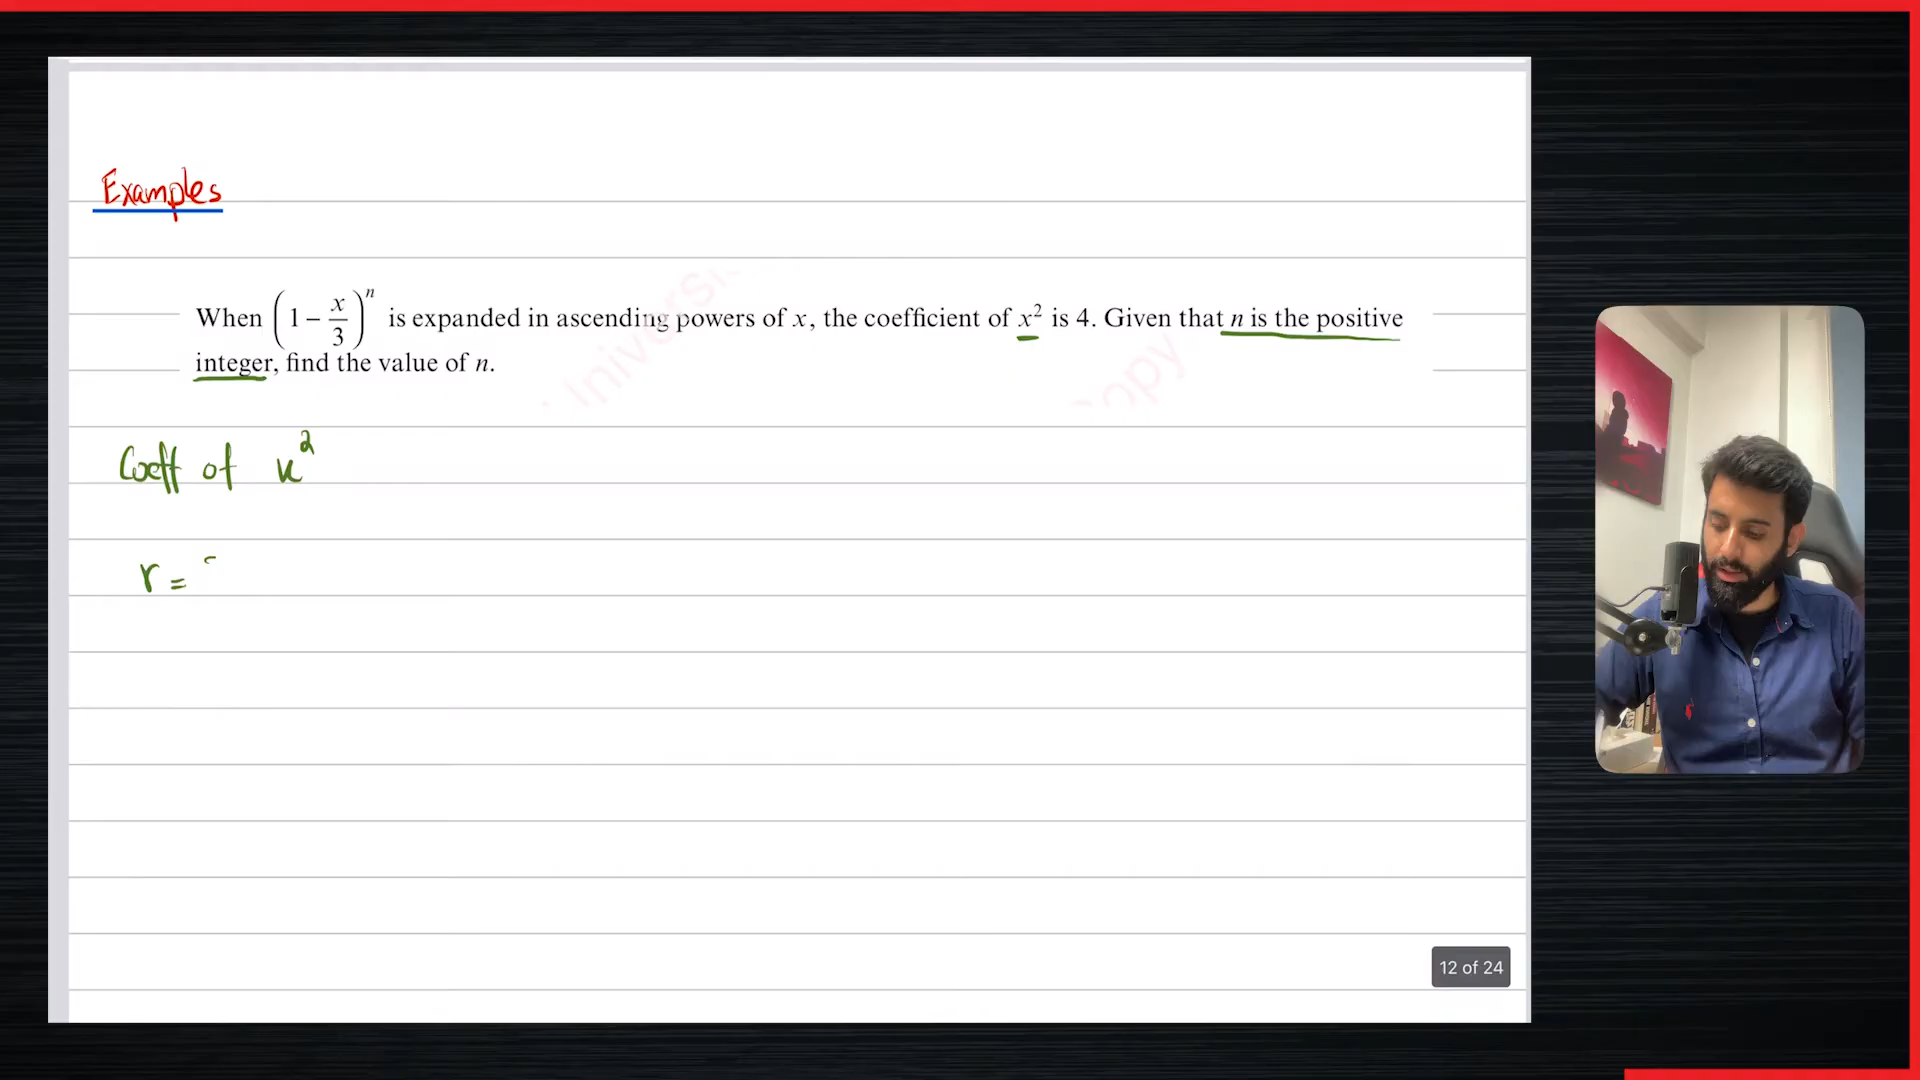 Examples
When (1 − x/3)^n is expanded in ascending powers of x, the coefficient of x² is 4. Given that n is the positive
integer, find the value of n.
Coeff of x²
r =
12 of 24